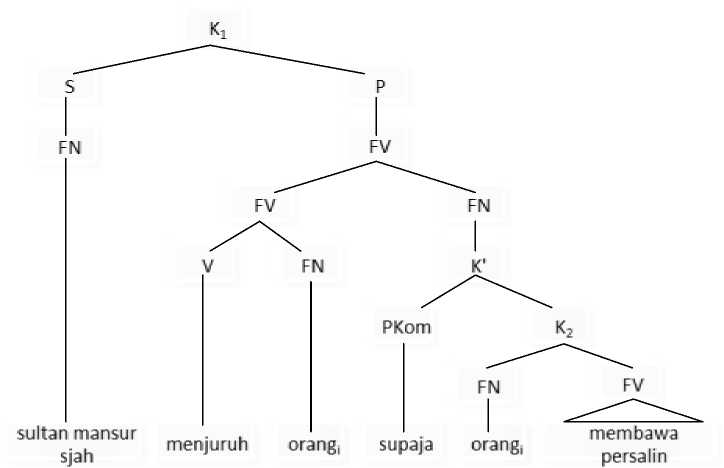 K₁
S P
FN FV
FV FN
V FN K'
PKom K₂
FN FV
sultan mansur sjah menjuruh orangᵢ supaja orangᵢ membawa persalin